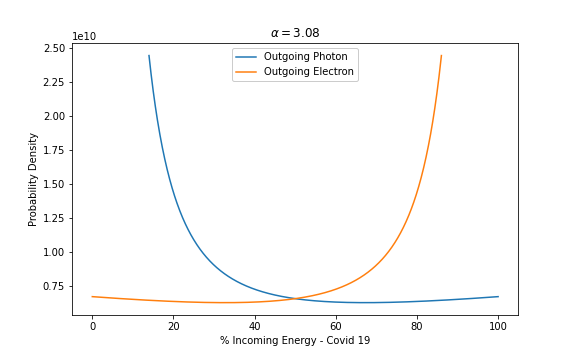 α = 3.08
1e10
Outgoing Photon
Outgoing Electron
2.50
2.25
2.00
1.75
1.50
1.25
1.00
0.75
Probability Density
0 20 40 60 80 100
% Incoming Energy - Covid 19